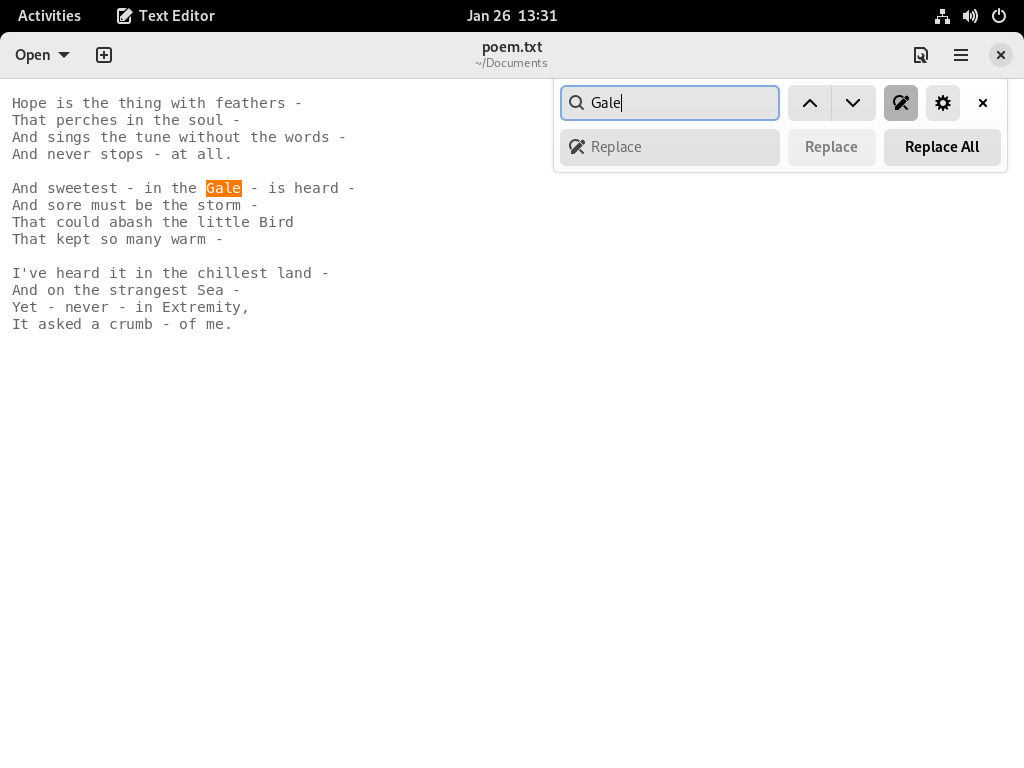 Activities
Text Editor
Jan 26 13:31
Open
poem.txt
~/Documents
Gale
Replace
Replace
Replace All
Hope is the thing with feathers -
That perches in the soul -
And sings the tune without the words -
And never stops - at all.
And sweetest - in the Gale - is heard -
And sore must be the storm -
That could abash the little Bird
That kept so many warm -
I've heard it in the chillest land -
And on the strangest Sea -
Yet - never - in Extremity,
It asked a crumb - of me.